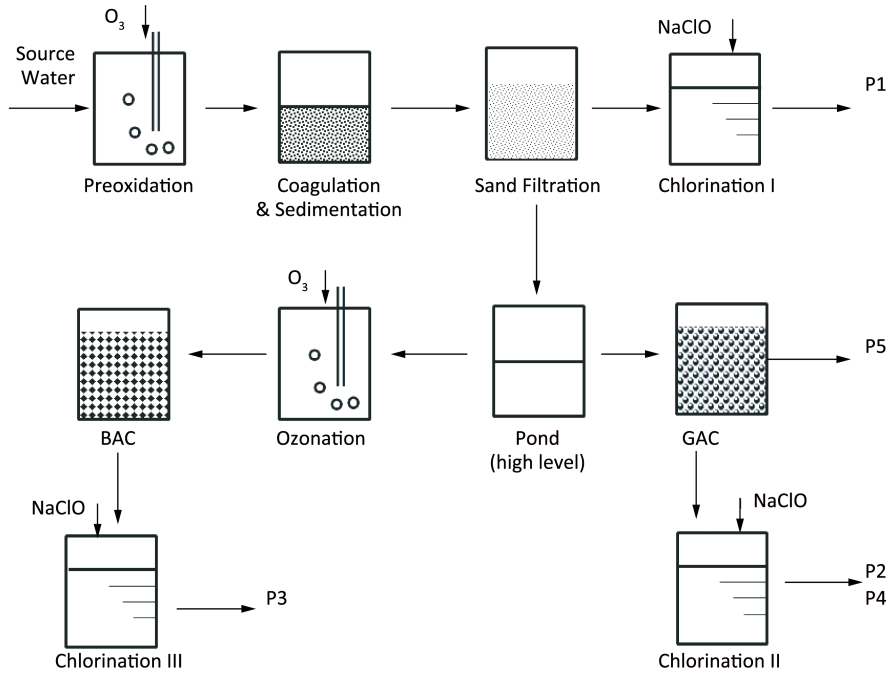 O3
Source
Water
NaClO
P1
Preoxidation
Coagulation
& Sedimentation
Sand Filtration
Chlorination I
O3
P5
BAC
Ozonation
Pond
(high level)
GAC
NaClO
NaClO
P3
P2
P4
Chlorination III
Chlorination II